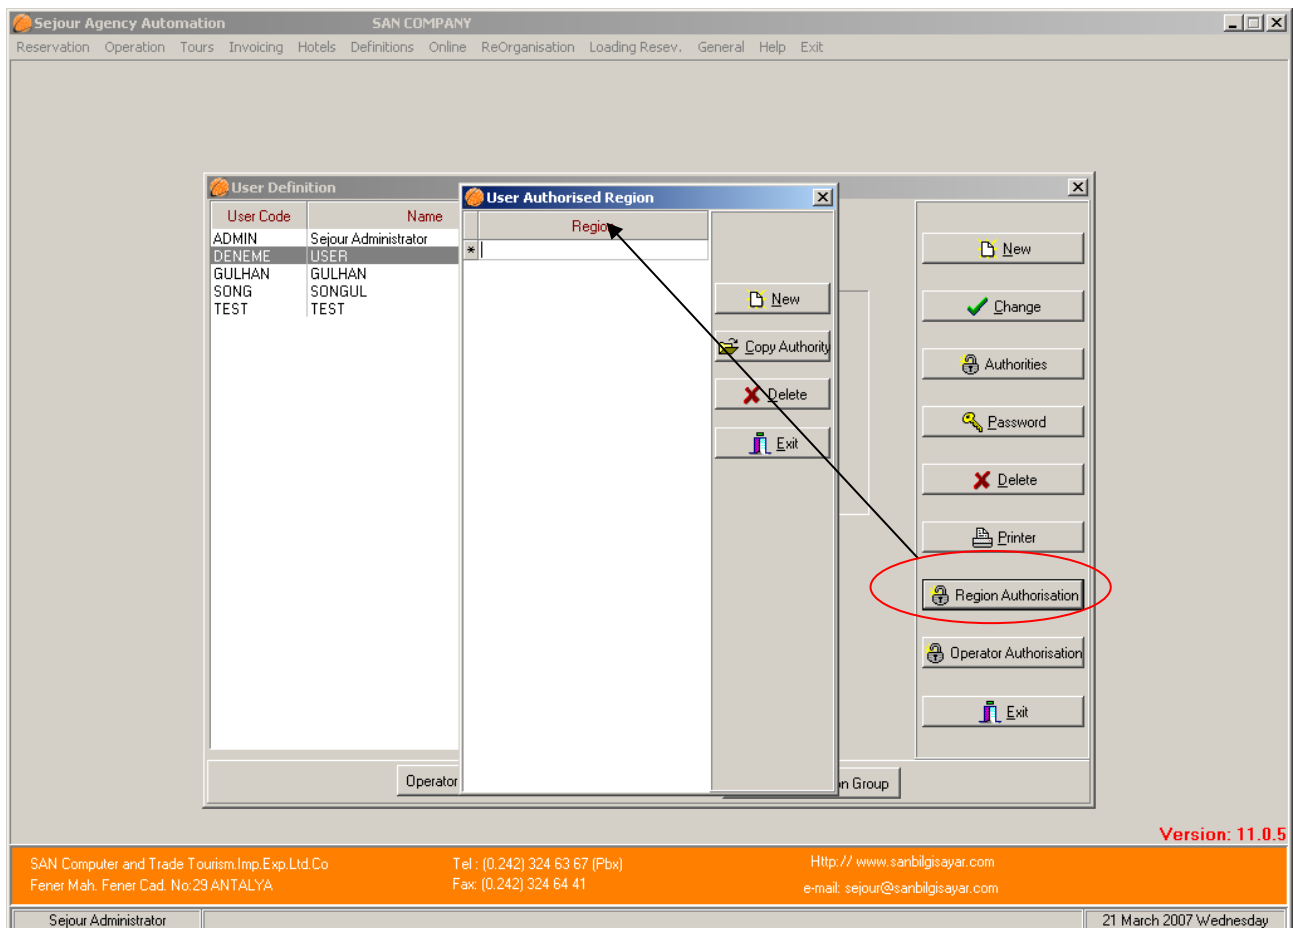 Sejour Agency Automation SAN COMPANY
Reservation Operation Tours Invoicing Hotels Definitions Online ReOrganisation Loading Resev. General Help Exit
User Definition
User Code Name
ADMIN Sejour Administrator
DENEME USER
GULHAN GULHAN
SONG SONGUL
TEST TEST
User Authorised Region
Region
New
Copy Authority
Delete
Exit
New
Change
Authorities
Password
Delete
Printer
Region Authorisation
Operator Authorisation
Exit
Operator
Group
Version: 11.0.5
SAN Computer and Trade Tourism.Imp.Exp.Ltd.Co Tel : (0.242) 324 63 67 (Pbx) Http:// www.sanbilgisayar.com
Fener Mah. Fener Cad. No:29 ANTALYA Fax: (0.242) 324 64 41 e-mail: sejour@sanbilgisayar.com
Sejour Administrator 21 March 2007 Wednesday